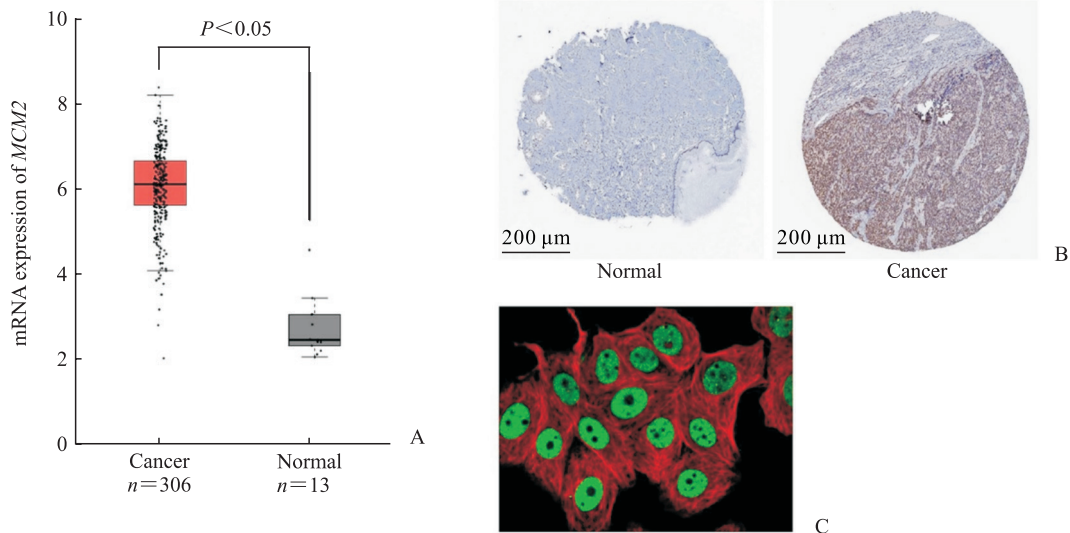 mRNA expression of MCM2
10
8
6
4
2
0
P＜0.05
Cancer
n＝306
Normal
n＝13
A
200 μm
Normal
200 μm
Cancer
B
C